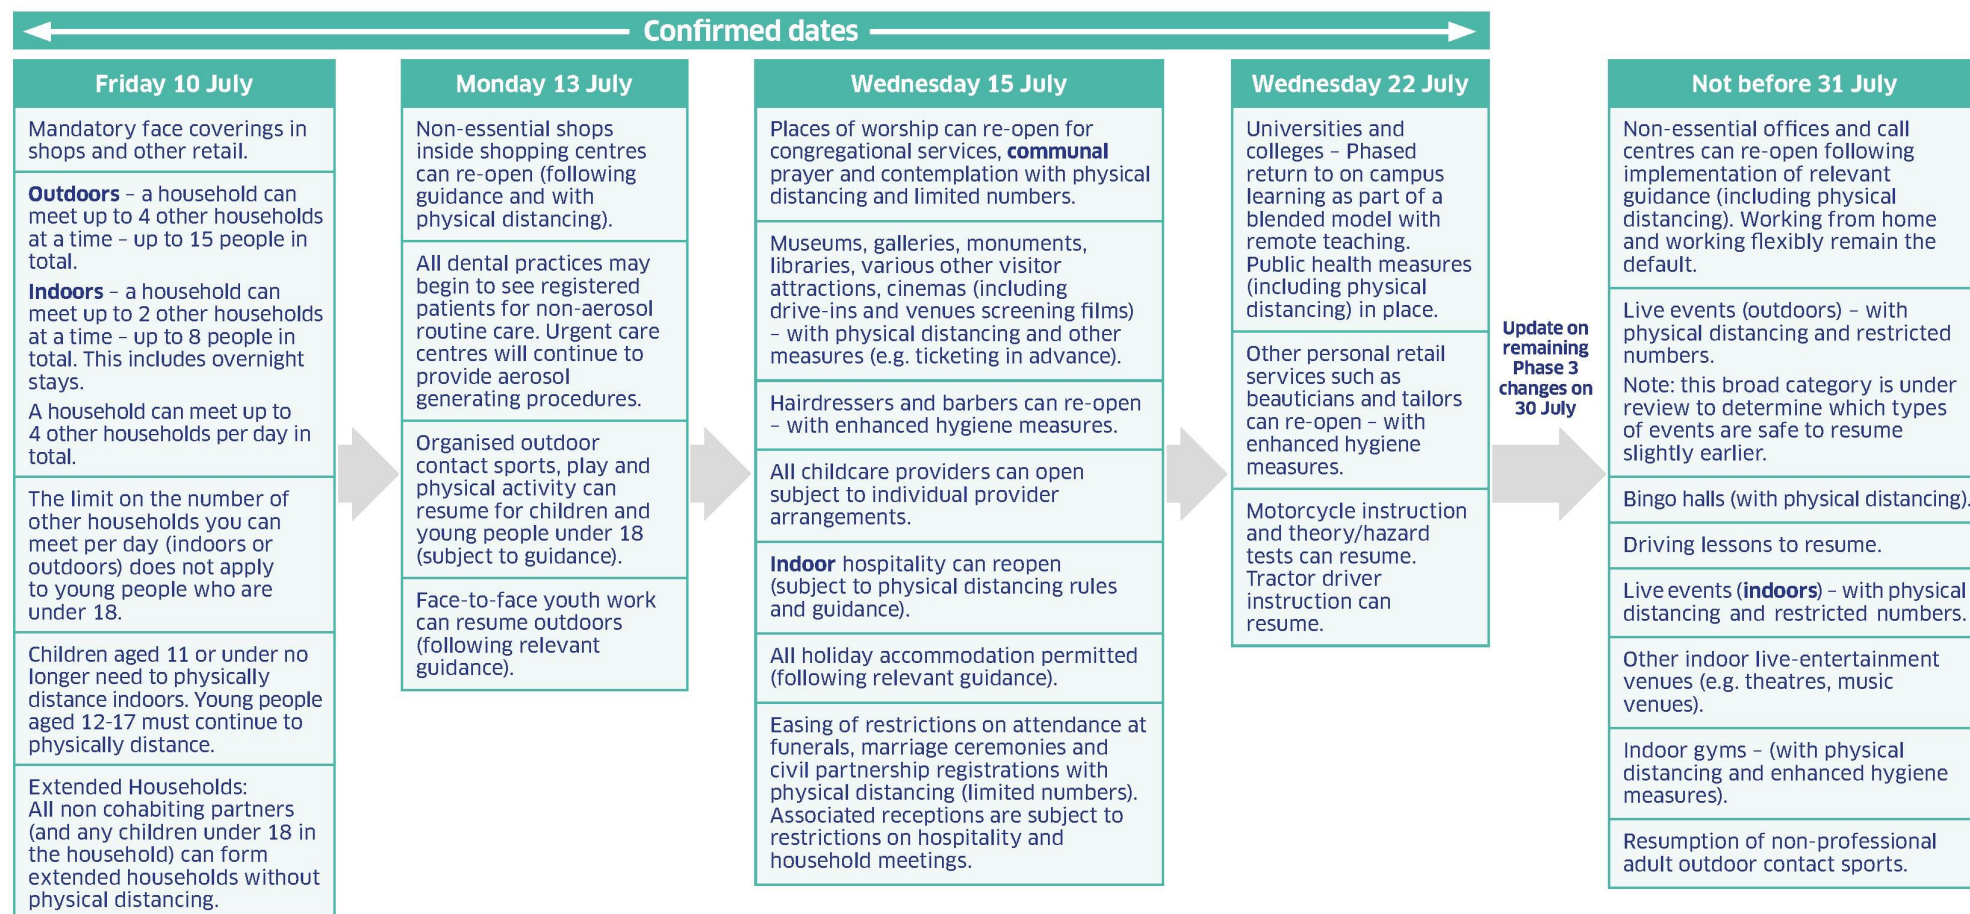 Confirmed dates
Friday 10 July
Mandatory face coverings in
shops and other retail.
Outdoors – a household can
meet up to 4 other households
at a time – up to 15 people in
total.
Indoors – a household can
meet up to 2 other households
at a time – up to 8 people in
total. This includes overnight
stays.
A household can meet up to
4 other households per day in
total.
The limit on the number of
other households you can
meet per day (indoors or
outdoors) does not apply
to young people who are
under 18.
Children aged 11 or under no
longer need to physically
distance indoors. Young people
aged 12-17 must continue to
physically distance.
Extended Households:
All non cohabiting partners
(and any children under 18 in
the household) can form
extended households without
physical distancing.
Monday 13 July
Non-essential shops
inside shopping centres
can re-open (following
guidance and with
physical distancing).
All dental practices may
begin to see registered
patients for non-aerosol
routine care. Urgent care
centres will continue to
provide aerosol
generating procedures.
Organised outdoor
contact sports, play and
physical activity can
resume for children and
young people under 18
(subject to guidance).
Face-to-face youth work
can resume outdoors
(following relevant
guidance).
Wednesday 15 July
Places of worship can re-open for
congregational services, communal
prayer and contemplation with physical
distancing and limited numbers.
Museums, galleries, monuments,
libraries, various other visitor
attractions, cinemas (including
drive-ins and venues screening films)
– with physical distancing and other
measures (e.g. ticketing in advance).
Hairdressers and barbers can re-open
– with enhanced hygiene measures.
All childcare providers can open
subject to individual provider
arrangements.
Indoor hospitality can reopen
(subject to physical distancing rules
and guidance).
All holiday accommodation permitted
(following relevant guidance).
Easing of restrictions on attendance at
funerals, marriage ceremonies and
civil partnership registrations with
physical distancing (limited numbers).
Associated receptions are subject to
restrictions on hospitality and
household meetings.
Wednesday 22 July
Universities and
colleges – Phased
return to on campus
learning as part of a
blended model with
remote teaching.
Public health measures
(including physical
distancing) in place.
Other personal retail
services such as
beauticians and tailors
can re-open – with
enhanced hygiene
measures.
Motorcycle instruction
and theory/hazard
tests can resume.
Tractor driver
instruction can
resume.
Update on
remaining
Phase 3
changes on
30 July
Not before 31 July
Non-essential offices and call
centres can re-open following
implementation of relevant
guidance (including physical
distancing). Working from home
and working flexibly remain the
default.
Live events (outdoors) – with
physical distancing and restricted
numbers.
Note: this broad category is under
review to determine which types
of events are safe to resume
slightly earlier.
Bingo halls (with physical distancing).
Driving lessons to resume.
Live events (indoors) – with physical
distancing and restricted numbers.
Other indoor live-entertainment
venues (e.g. theatres, music
venues).
Indoor gyms – (with physical
distancing and enhanced hygiene
measures).
Resumption of non-professional
adult outdoor contact sports.